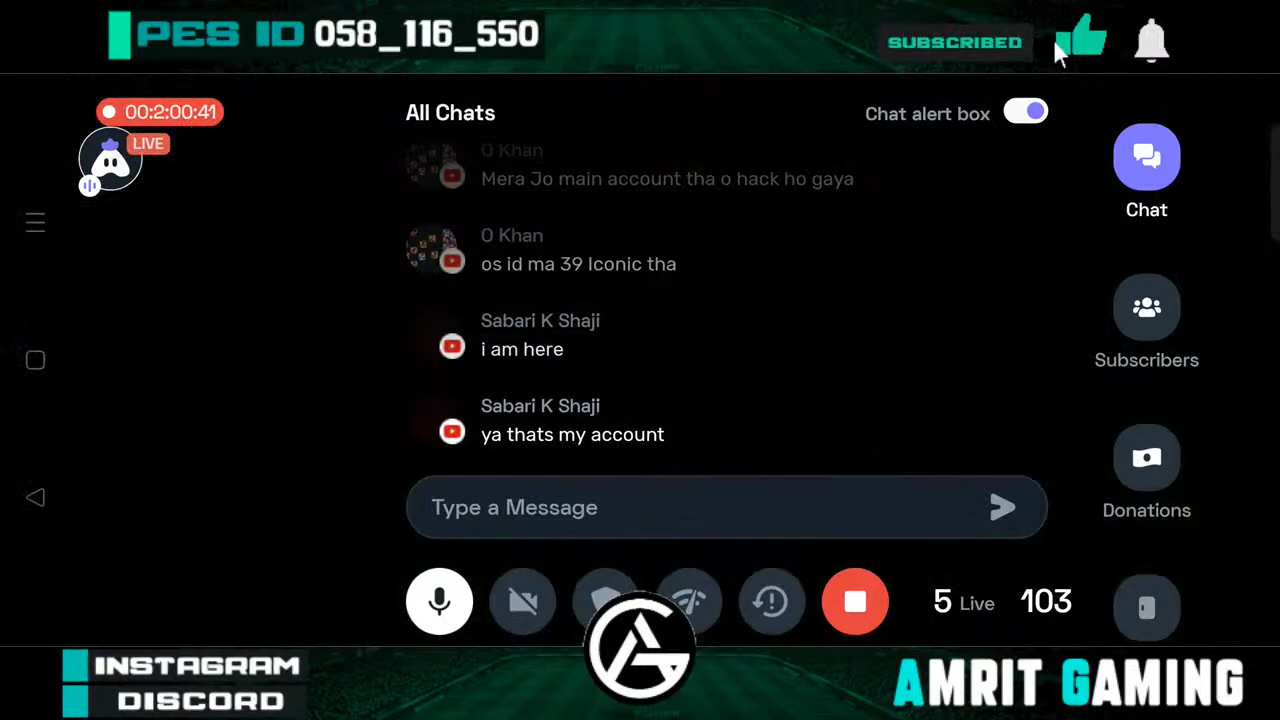 PES ID 058_116_550
SUBSCRIBED
00:2:00:41
LIVE
All Chats
Chat alert box
O Khan
Mera Jo main account tha o hack ho gaya
O Khan
os id ma 39 Iconic tha
Sabari K Shaji
i am here
Sabari K Shaji
ya thats my account
Type a Message
Chat
Subscribers
Donations
5 Live 103
INSTAGRAM
DISCORD
AMRIT GAMING